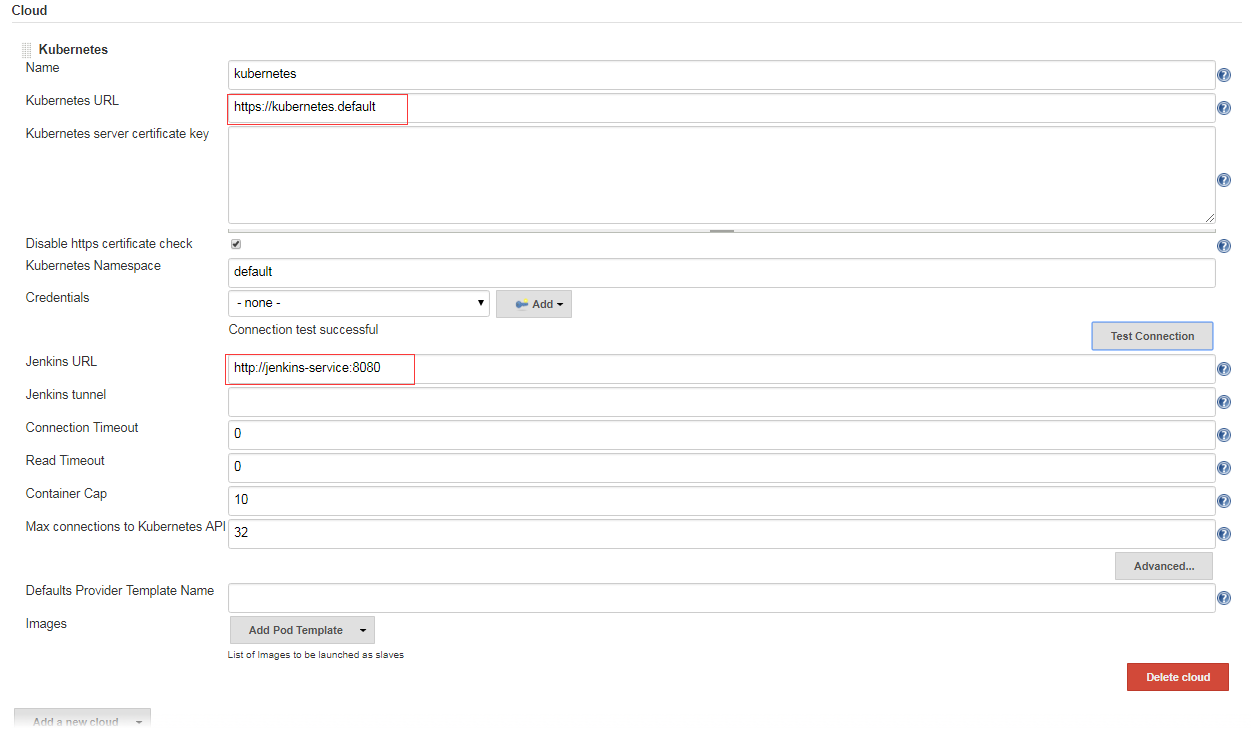 Cloud
Kubernetes
Name
kubernetes
Kubernetes URL
https://kubernetes.default
Kubernetes server certificate key
Disable https certificate check
Kubernetes Namespace
default
Credentials
- none -
Add
Connection test successful
Test Connection
Jenkins URL
http://jenkins-service:8080
Jenkins tunnel
Connection Timeout
0
Read Timeout
0
Container Cap
10
Max connections to Kubernetes API
32
Advanced...
Defaults Provider Template Name
Images
Add Pod Template
List of Images to be launched as slaves
Delete cloud
Add a new cloud